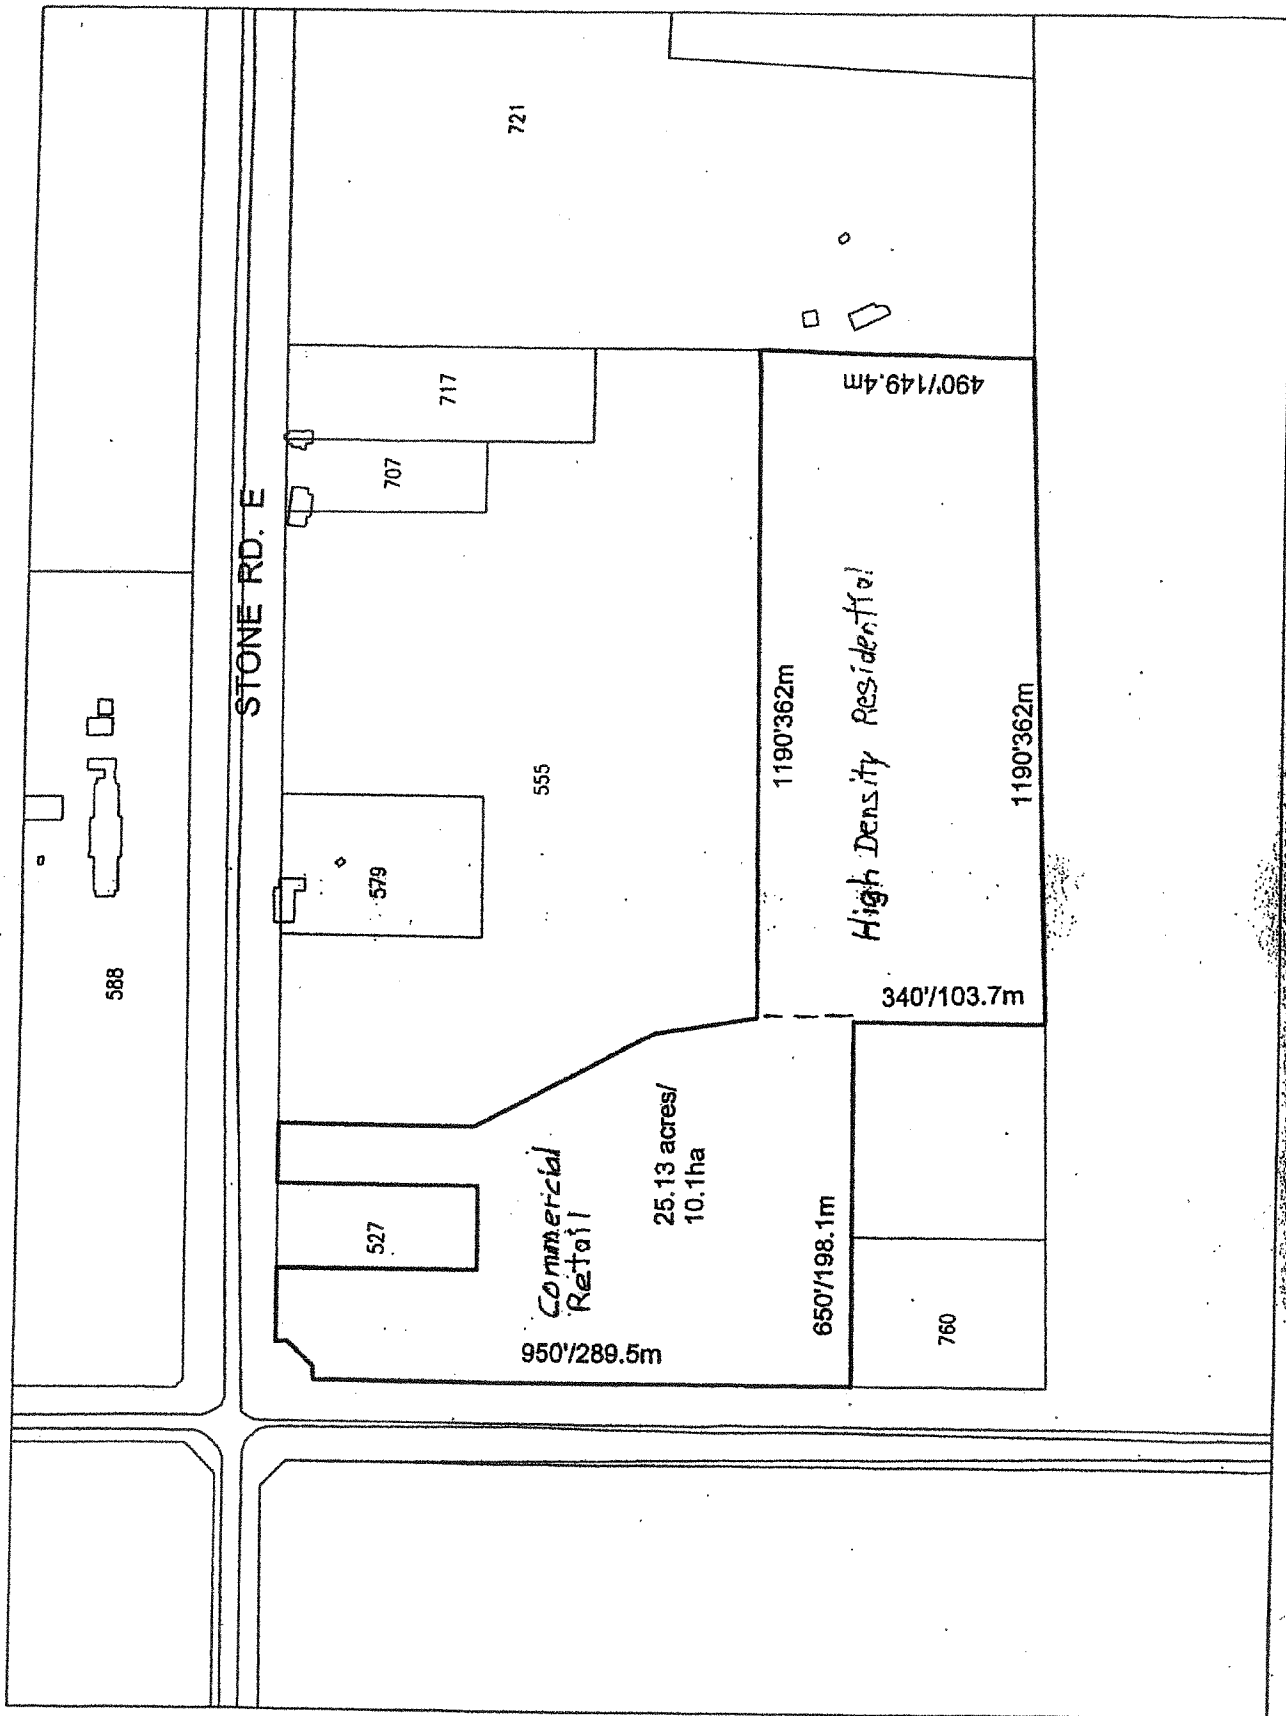 721
717
707
STONE RD. E
588
579
555
527
490'/149.4m
1190'362m
High Density Residential
1190'362m
340'/103.7m
25.13 acres/
10.1ha
Commercial
Retail
950'/289.5m
650'/198.1m
760